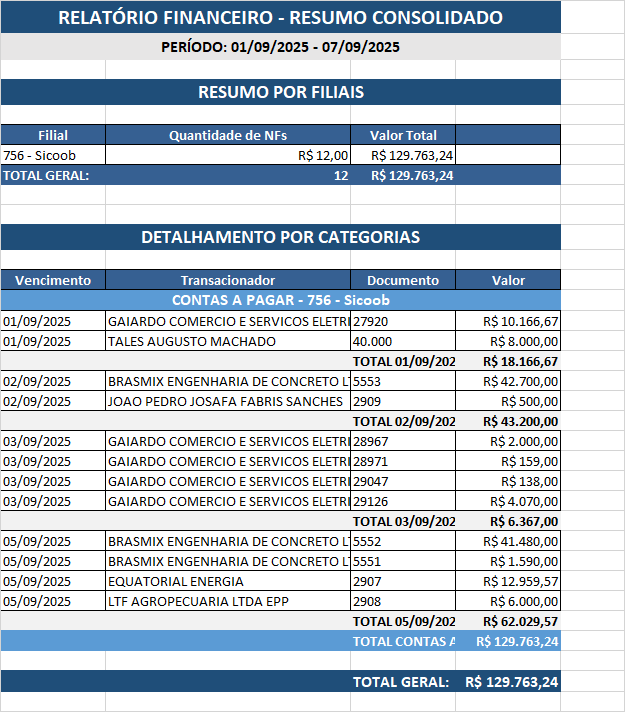 RELATÓRIO FINANCEIRO - RESUMO CONSOLIDADO
PERÍODO: 01/09/2025 - 07/09/2025
RESUMO POR FILIAIS
Filial Quantidade de NFs Valor Total
756 - Sicoob R$ 12,00 R$ 129.763,24
TOTAL GERAL: 12 R$ 129.763,24
DETALHAMENTO POR CATEGORIAS
Vencimento Transacionador Documento Valor
CONTAS A PAGAR - 756 - Sicoob
01/09/2025 GAIARDO COMERCIO E SERVICOS ELETRI 27920 R$ 10.166,67
01/09/2025 TALES AUGUSTO MACHADO 40.000 R$ 8.000,00
TOTAL 01/09/202 R$ 18.166,67
02/09/2025 BRASMIX ENGENHARIA DE CONCRETO LT 5553 R$ 42.700,00
02/09/2025 JOAO PEDRO JOSAFA FABRIS SANCHES 2909 R$ 500,00
TOTAL 02/09/202 R$ 43.200,00
03/09/2025 GAIARDO COMERCIO E SERVICOS ELETRI 28967 R$ 2.000,00
03/09/2025 GAIARDO COMERCIO E SERVICOS ELETRI 28971 R$ 159,00
03/09/2025 GAIARDO COMERCIO E SERVICOS ELETRI 29047 R$ 138,00
03/09/2025 GAIARDO COMERCIO E SERVICOS ELETRI 29126 R$ 4.070,00
TOTAL 03/09/202 R$ 6.367,00
05/09/2025 BRASMIX ENGENHARIA DE CONCRETO LT 5552 R$ 41.480,00
05/09/2025 BRASMIX ENGENHARIA DE CONCRETO LT 5551 R$ 1.590,00
05/09/2025 EQUATORIAL ENERGIA 2907 R$ 12.959,57
05/09/2025 LTF AGROPECUARIA LTDA EPP 2908 R$ 6.000,00
TOTAL 05/09/202 R$ 62.029,57
TOTAL CONTAS A R$ 129.763,24
TOTAL GERAL: R$ 129.763,24